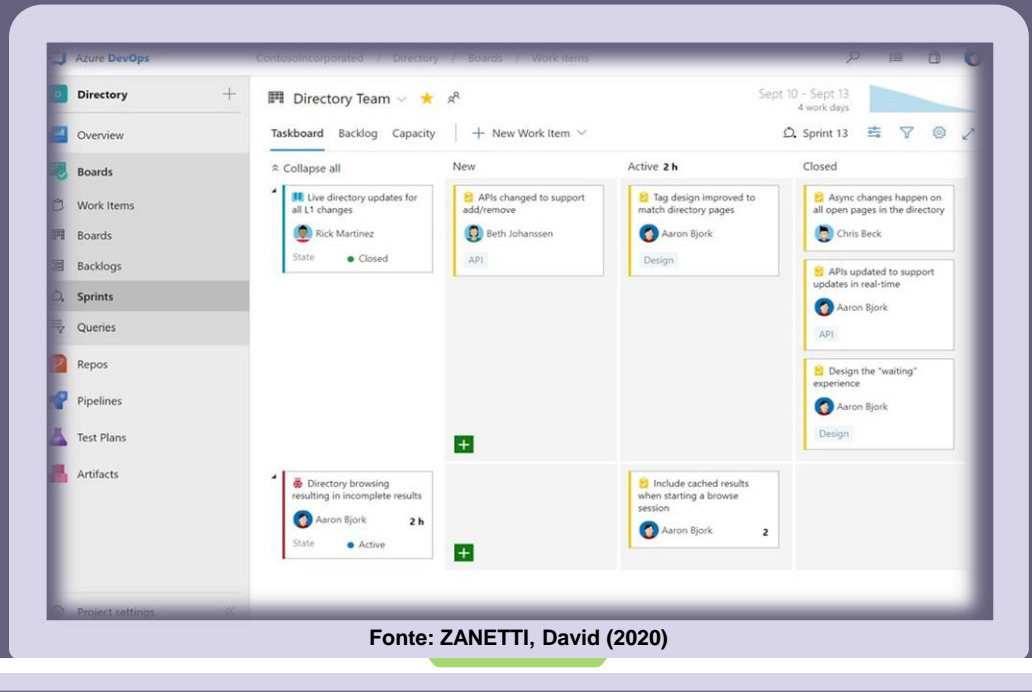 Azure DevOps
ContosoIncorporated / Directory / Boards / Work items
Directory
Overview
Boards
Work Items
Boards
Backlogs
Sprints
Queries
Repos
Pipelines
Test Plans
Artifacts
Project settings
Directory Team
Sept 10 - Sept 13
4 work days
Taskboard Backlog Capacity New Work Item
Sprint 13
Collapse all New Active 2 h Closed
Live directory updates for
all L1 changes
Rick Martinez
State Closed
APIs changed to support
add/remove
Beth Johanssen
API
Tag design improved to
match directory pages
Aaron Bjork
Design
Async changes happen on
all open pages in the directory
Chris Beck
APIs updated to support
updates in real-time
Aaron Bjork
API
Design the "waiting"
experience
Aaron Bjork
Design
Directory browsing
resulting in incomplete results
Aaron Bjork 2 h
State Active
Include cached results
when starting a browse
session
Aaron Bjork 2
Fonte: ZANETTI, David (2020)